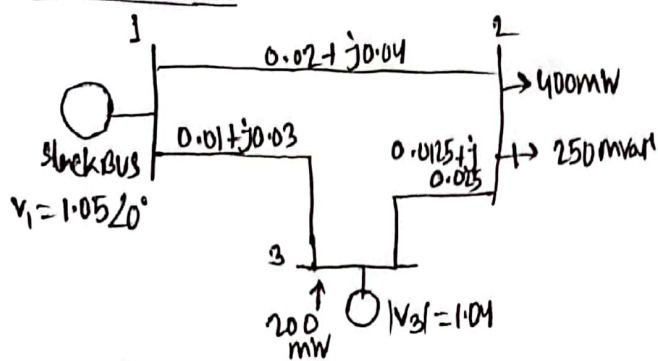 1
2
0.02+j0.04
→400MW
0.01+j0.03
slackBUS
0.0125+j
0.025
→ 250mvar
V₁=1.05∠0°
3
200
MW
|V3|=1.04